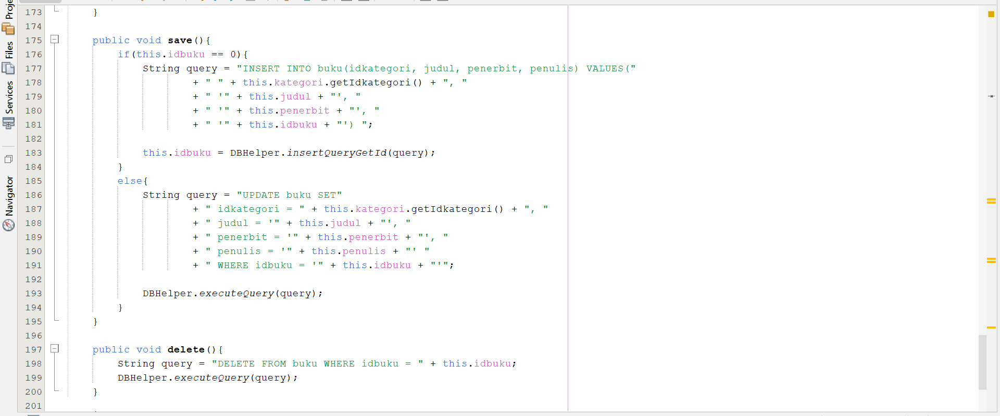 Proje
Files
Services
Navigator
173 }
174
175 public void save(){
176 if(this.idbuku == 0){
177 String query = "INSERT INTO buku(idkategori, judul, penerbit, penulis) VALUES("
178 + " " + this.kategori.getIdkategori() + ", "
179 + " '" + this.judul + "', "
180 + " '" + this.penerbit + "', "
181 + " '" + this.idbuku + "') ";
182
183 this.idbuku = DBHelper.insertQueryGetId(query);
184 }
185 else{
186 String query = "UPDATE buku SET"
187 + " idkategori = " + this.kategori.getIdkategori() + ", "
188 + " judul = '" + this.judul + "', "
189 + " penerbit = '" + this.penerbit + "', "
190 + " penulis = '" + this.penulis + "' "
191 + " WHERE idbuku = '" + this.idbuku + "'";
192
193 DBHelper.executeQuery(query);
194 }
195 }
196
197 public void delete(){
198 String query = "DELETE FROM buku WHERE idbuku = " + this.idbuku;
199 DBHelper.executeQuery(query);
200 }
201